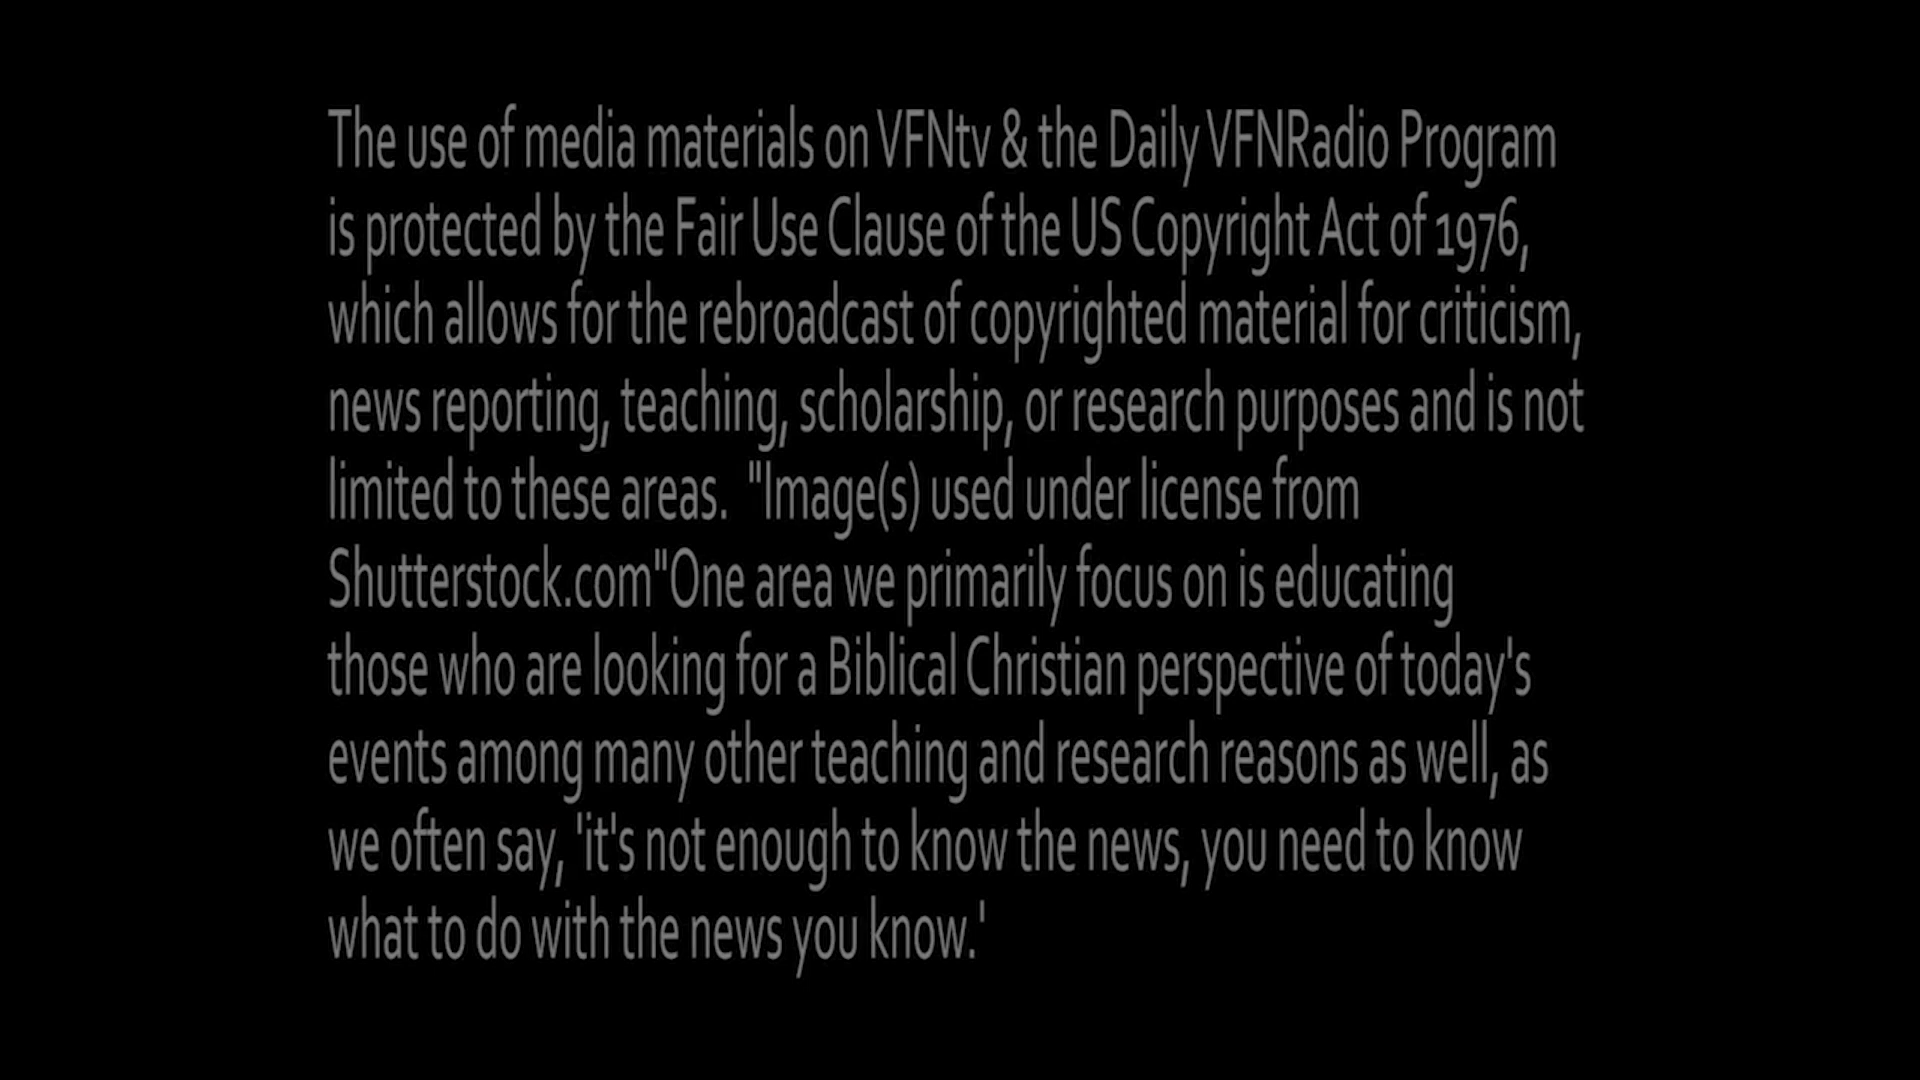 The use of media materials on VFNtv & the Daily VFNRadio Program
is protected by the Fair Use Clause of the US Copyright Act of 1976,
which allows for the rebroadcast of copyrighted material for criticism,
news reporting, teaching, scholarship, or research purposes and is not
limited to these areas.  "Image(s) used under license from
Shutterstock.com"One area we primarily focus on is educating
those who are looking for a Biblical Christian perspective of today's
events among many other teaching and research reasons as well, as
we often say, 'it's not enough to know the news, you need to know
what to do with the news you know.'